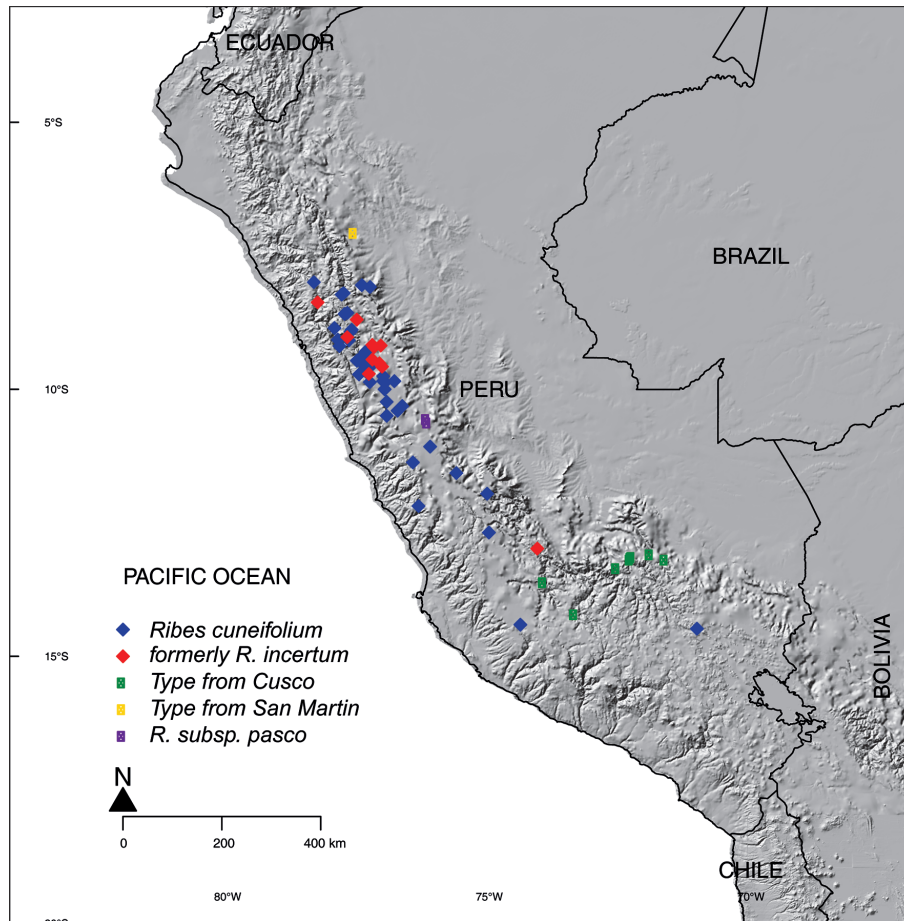 ECUADOR
5°S
BRAZIL
10°S
PERU
PACIFIC OCEAN
Ribes cuneifolium
formerly R. incertum
Type from Cusco
Type from San Martin
R. subsp. pasco
15°S
BOLIVIA
N
0 200 400 km
CHILE
80°W 75°W 70°W